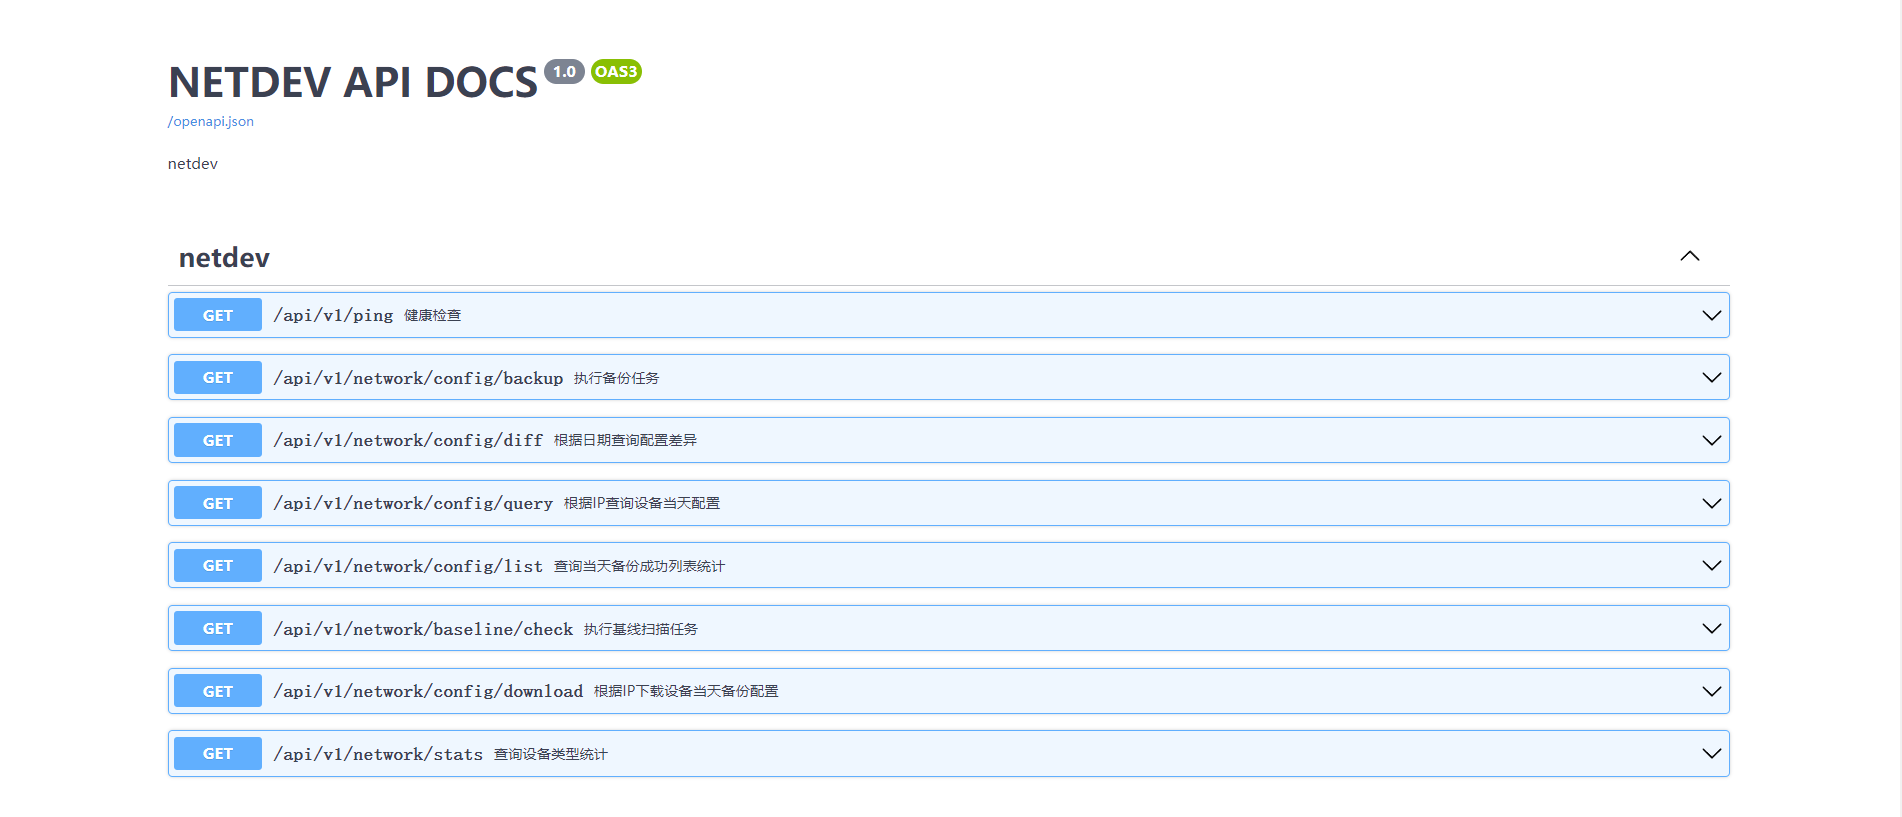 NETDEV API DOCS 1.0 OAS3
/openapi.json
netdev
netdev
GET /api/v1/ping 健康检查
GET /api/v1/network/config/backup 执行备份任务
GET /api/v1/network/config/diff 根据日期查询配置差异
GET /api/v1/network/config/query 根据IP查询设备当天配置
GET /api/v1/network/config/list 查询当天备份成功列表统计
GET /api/v1/network/baseline/check 执行基线扫描任务
GET /api/v1/network/config/download 根据IP下载设备当天备份配置
GET /api/v1/network/stats 查询设备类型统计